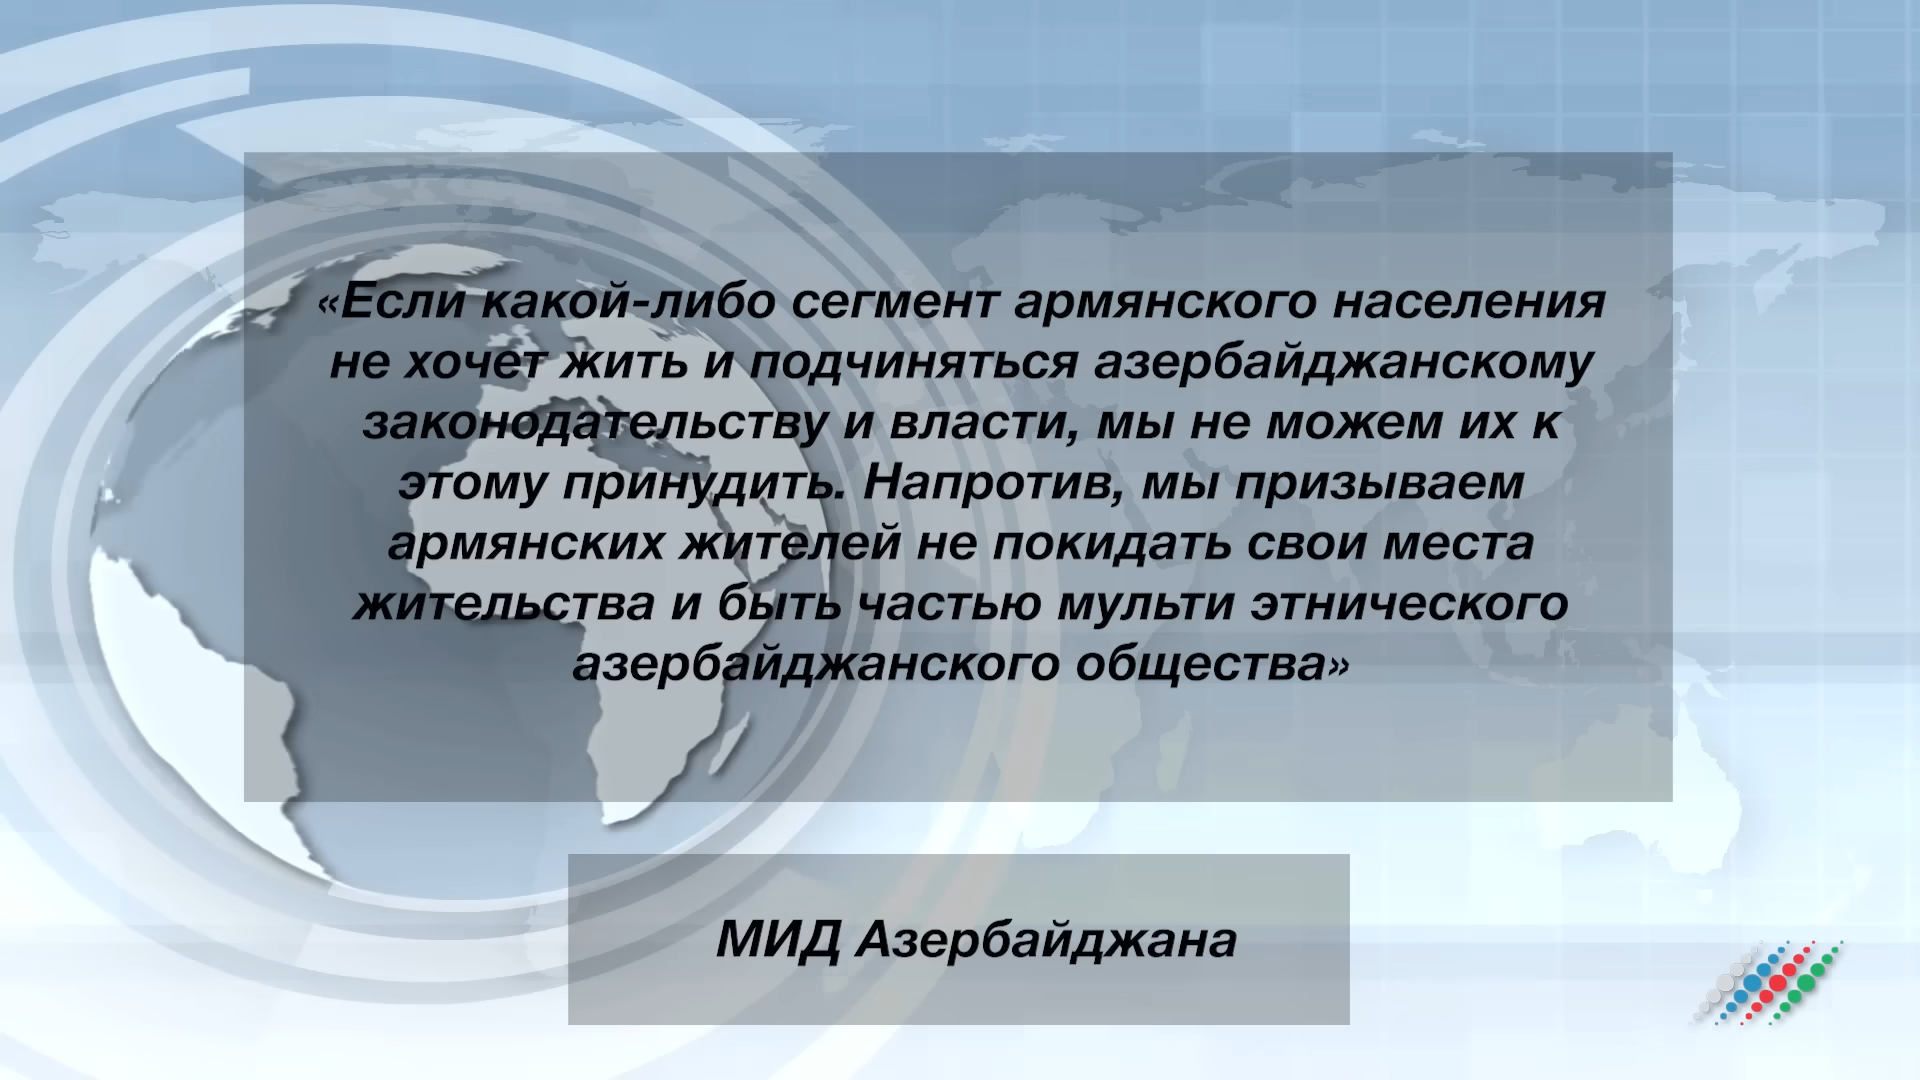 «Если какой-либо сегмент армянского населения
не хочет жить и подчиняться азербайджанскому
законодательству и власти, мы не можем их к
этому принудить. Напротив, мы призываем
армянских жителей не покидать свои места
жительства и быть частью мульти этнического
азербайджанского общества»
МИД Азербайджана